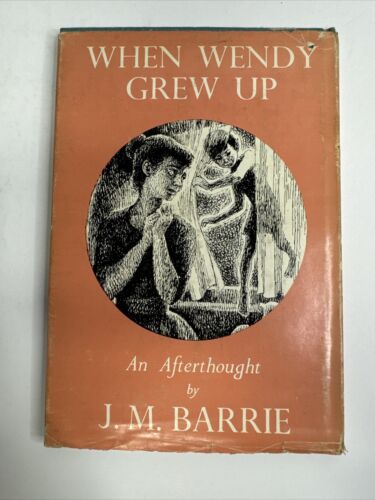 WHEN WENDY
GREW UP
An Afterthought
by
J. M. BARRIE